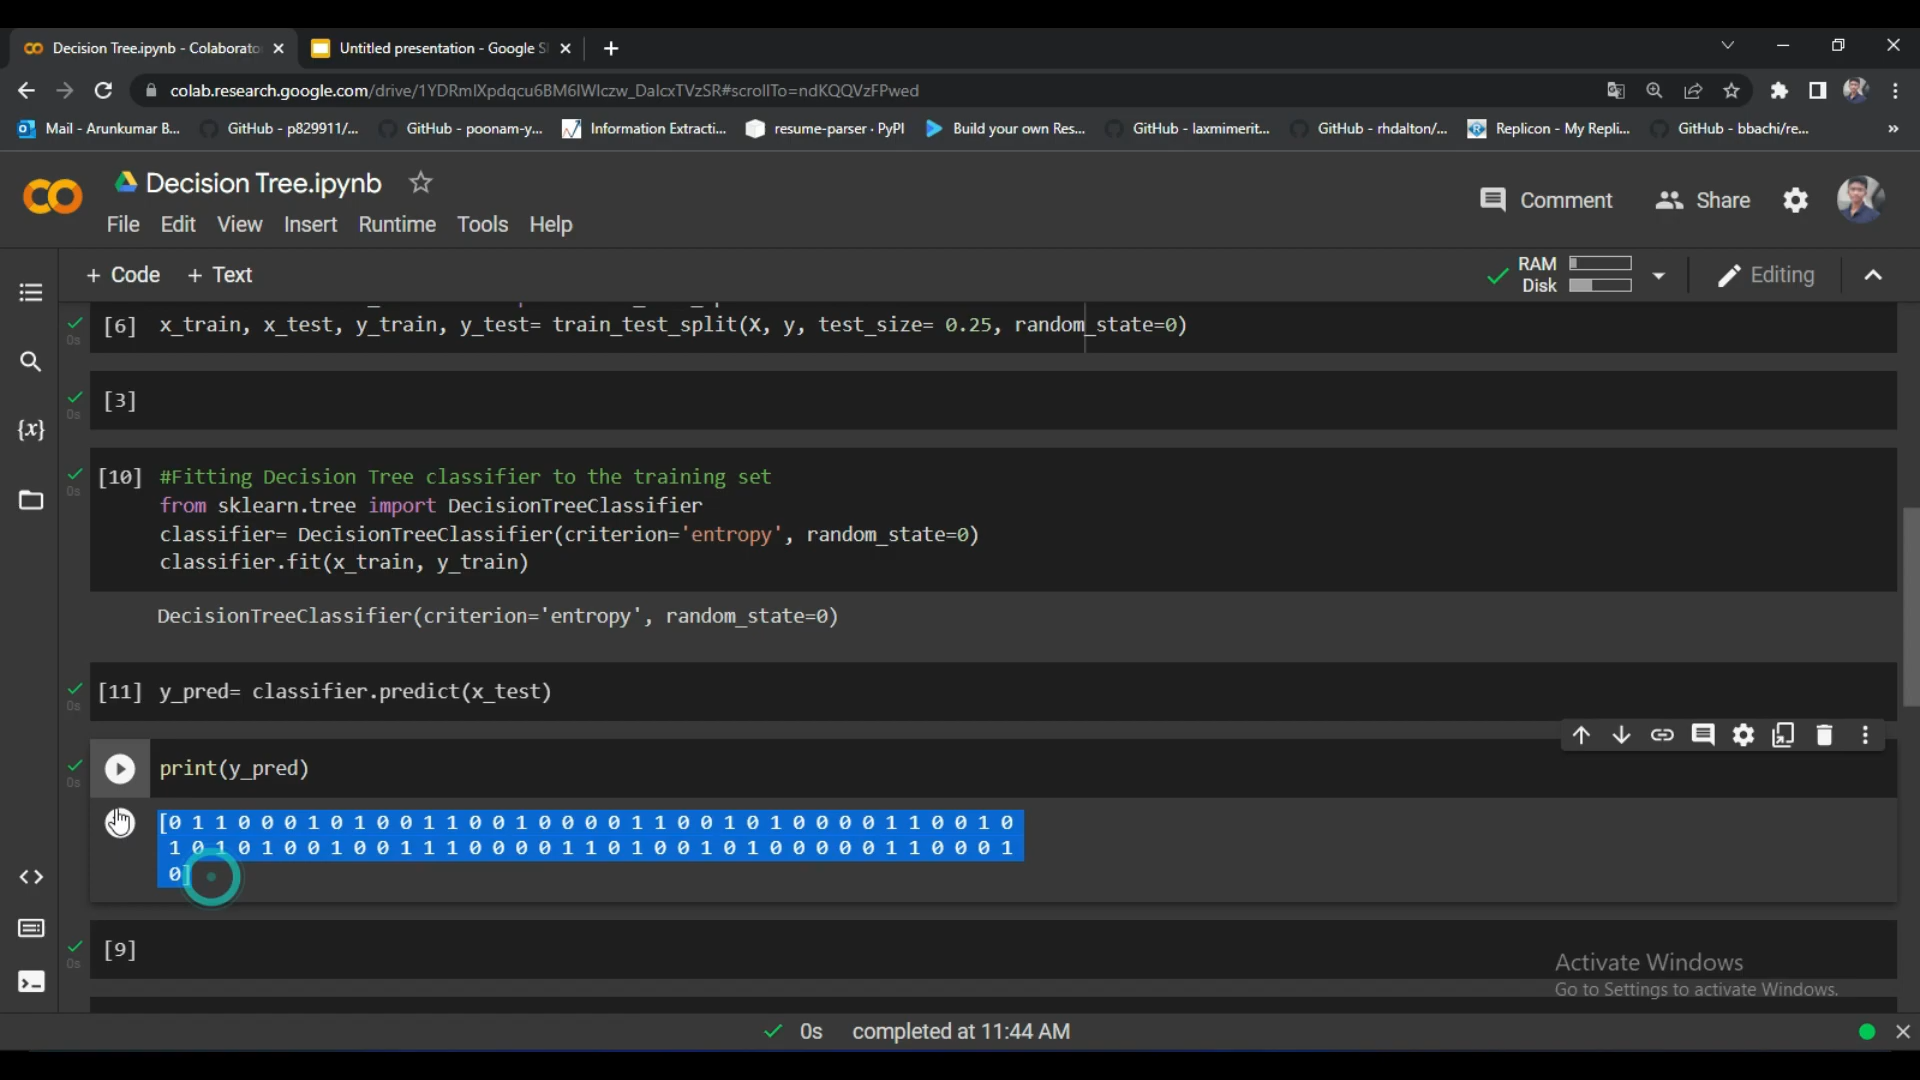 Decision Tree.ipynb - Colaborato
Untitled presentation - Google Sl
colab.research.google.com/drive/1YDRmIXpdqcu6BM6IWIczw_DalcxTVzSR#scrollTo=ndKQQVzFPwed
Mail - Arunkumar B...
GitHub - p829911/...
GitHub - poonam-y...
Information Extracti...
resume-parser · PyPI
Build your own Res...
GitHub - laxmimerit...
GitHub - rhdalton/...
Replicon - My Repli...
GitHub - bbachi/re...
»
CO
Decision Tree.ipynb
File Edit View Insert Runtime Tools Help
Comment
Share
+ Code + Text
RAM
Disk
Editing
[6] x_train, x_test, y_train, y_test= train_test_split(X, y, test_size= 0.25, random_state=0)
0s
[3]
0s
[10] #Fitting Decision Tree classifier to the training set
0s
from sklearn.tree import DecisionTreeClassifier
classifier= DecisionTreeClassifier(criterion='entropy', random_state=0)
classifier.fit(x_train, y_train)
DecisionTreeClassifier(criterion='entropy', random_state=0)
[11] y_pred= classifier.predict(x_test)
0s
print(y_pred)
0s
[0 1 1 0 0 0 1 0 1 0 0 1 1 0 0 1 0 0 0 0 1 1 0 0 1 0 1 0 0 0 0 1 1 0 0 1 0
1 0 1 0 1 0 0 1 0 0 1 1 1 0 0 0 0 1 1 0 1 0 0 1 0 1 0 0 0 0 0 1 1 0 0 0 1
0]
[9]
0s
{x}
<>
Activate Windows
Go to Settings to activate Windows.
0s completed at 11:44 AM